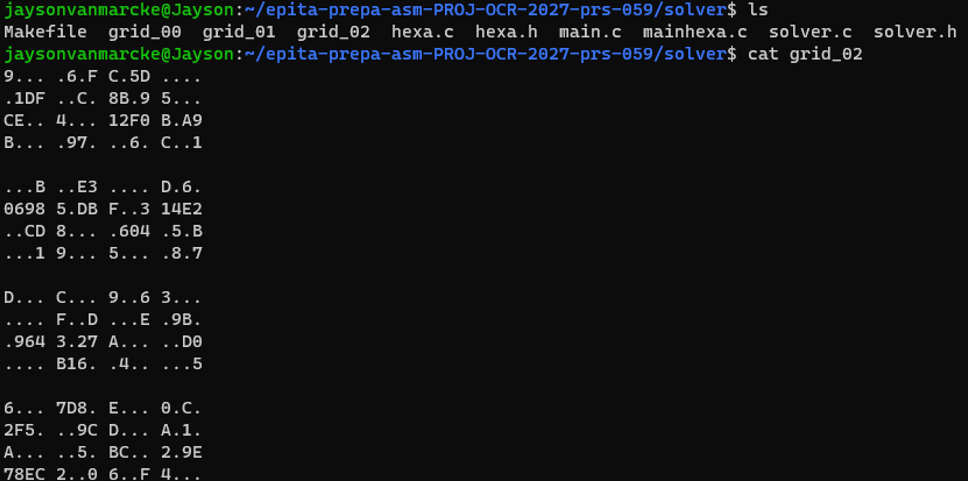 jaysonvanmarcke@Jayson:~/epita-prepa-asm-PROJ-OCR-2027-prs-059/solver$ ls
Makefile  grid_00  grid_01  grid_02  hexa.c  hexa.h  main.c  mainhexa.c  solver.c  solver.h
jaysonvanmarcke@Jayson:~/epita-prepa-asm-PROJ-OCR-2027-prs-059/solver$ cat grid_02
9... .6.F C.5D ....
.1DF ..C. 8B.9 5...
CE.. 4... 12F0 B.A9
B... .97. ..6. C..1

...B ..E3 .... D.6.
0698 5.DB F..3 14E2
..CD 8... .604 .5.B
...1 9... 5... .8.7

D... C... 9..6 3...
.... F..D ...E .9B.
.964 3.27 A... ..D0
.... B16. .4.. ...5

6... 7D8. E... 0.C.
2F5. ..9C D... A.1.
A... ..5. BC.. 2.9E
78EC 2..0 6..F 4...